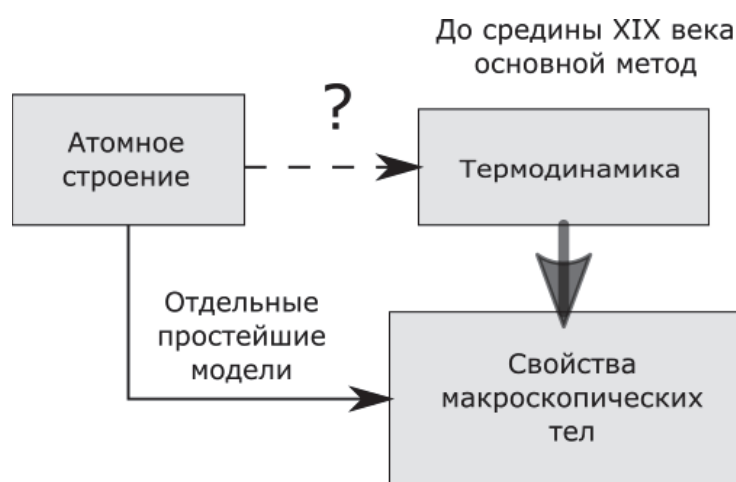 До средины XIX века
основной метод
?
Атомное
строение
Термодинамика
Отдельные
простейшие
модели
Свойства
макроскопических
тел